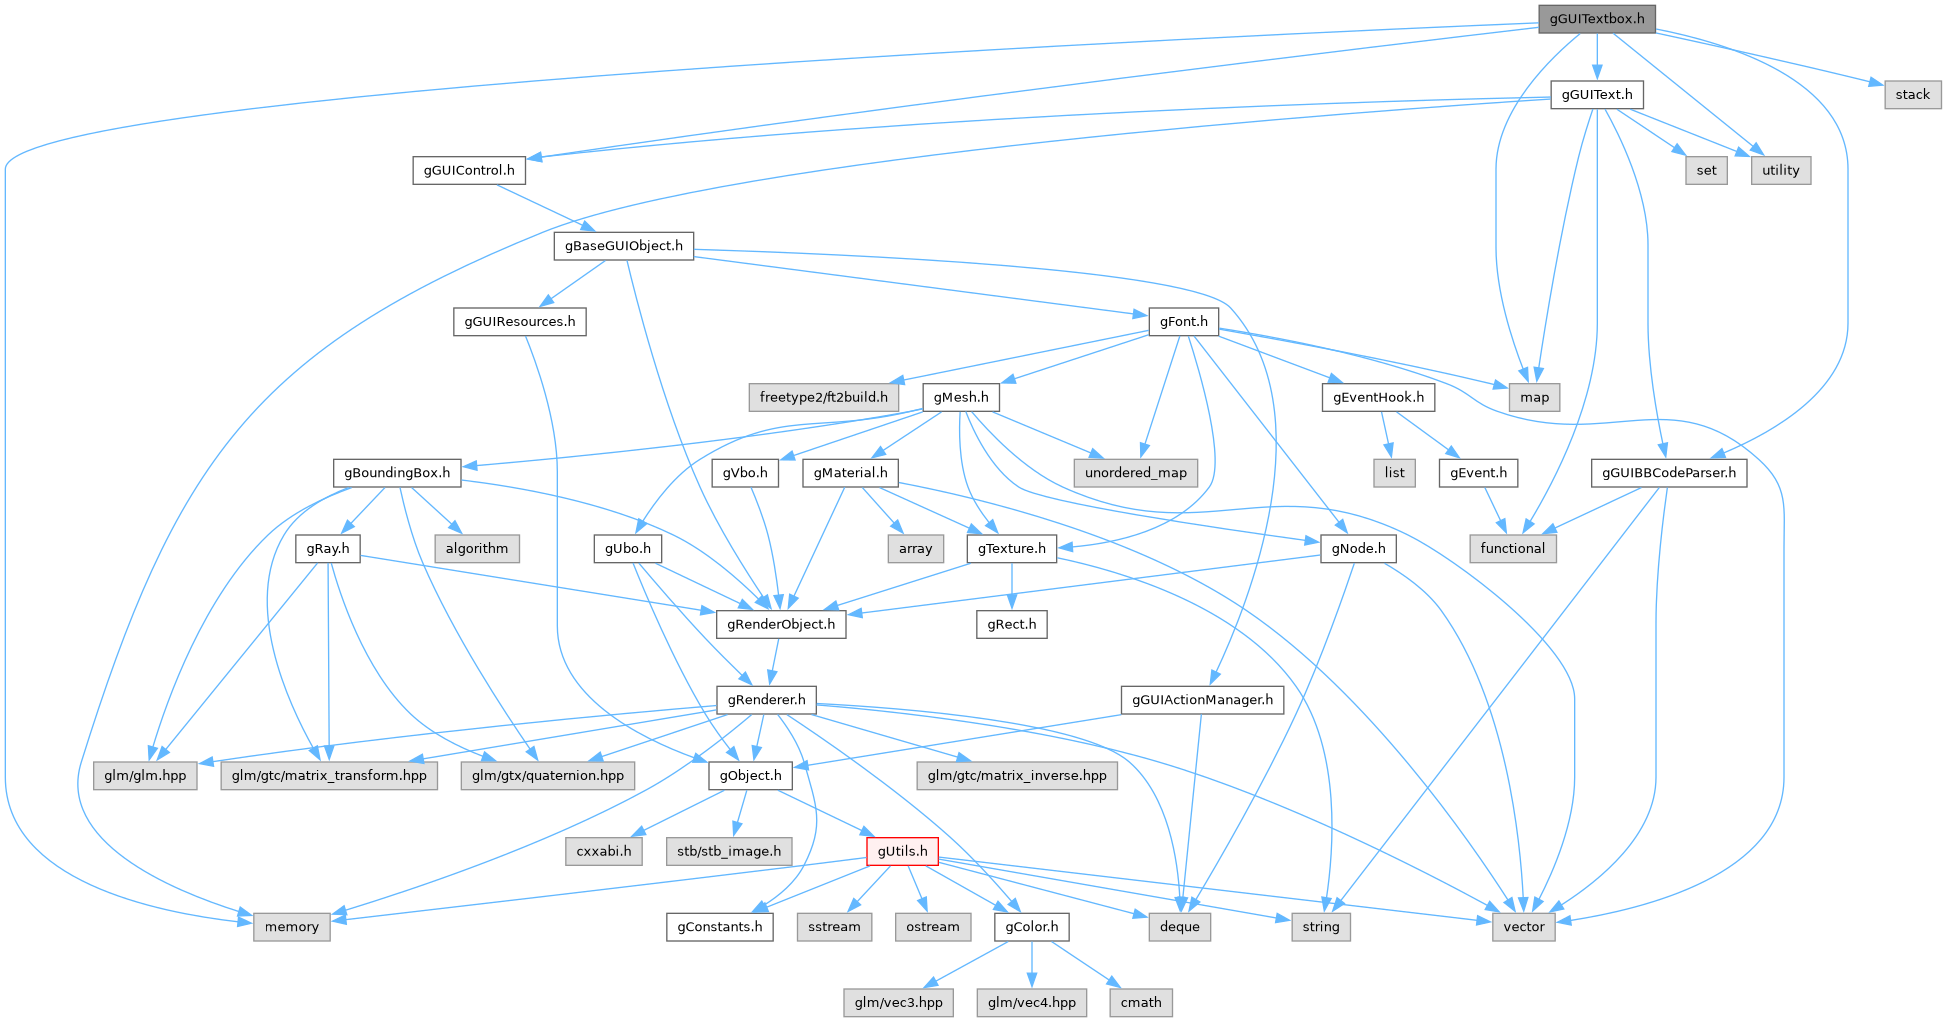 gGUITextbox.h
gGUIText.h
stack
gGUIControl.h
set
utility
gBaseGUIObject.h
gGUIResources.h
gFont.h
freetype2/ft2build.h
gMesh.h
gEventHook.h
map
gBoundingBox.h
gVbo.h
gMaterial.h
unordered_map
list
gEvent.h
gGUIBBCodeParser.h
gRay.h
algorithm
gUbo.h
array
gTexture.h
gNode.h
functional
gRenderObject.h
gRect.h
gRenderer.h
gGUIActionManager.h
glm/glm.hpp
glm/gtc/matrix_transform.hpp
glm/gtx/quaternion.hpp
gObject.h
glm/gtc/matrix_inverse.hpp
cxxabi.h
stb/stb_image.h
gUtils.h
memory
gConstants.h
sstream
ostream
gColor.h
deque
string
vector
glm/vec3.hpp
glm/vec4.hpp
cmath